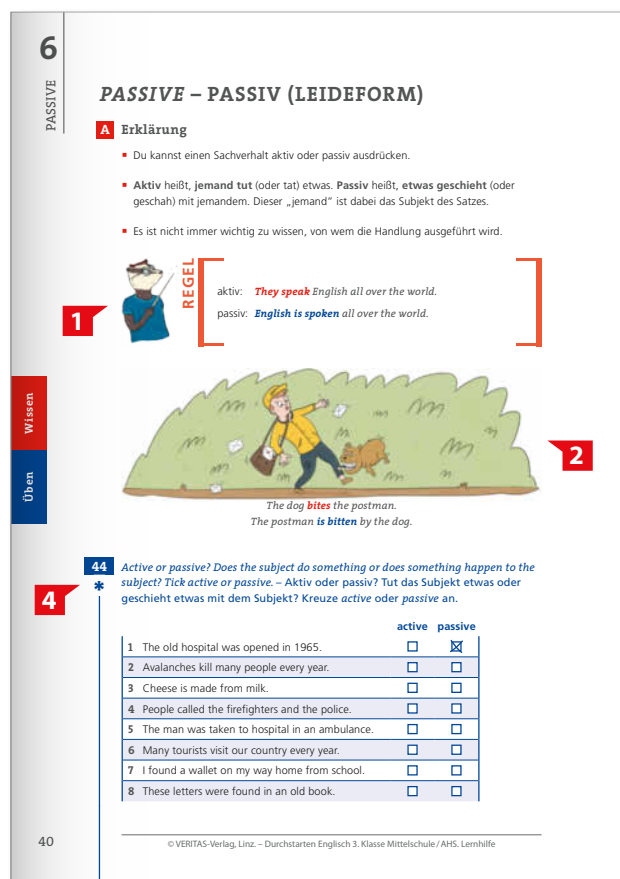 6
PASSIVE
PASSIVE – PASSIV (LEIDEFORM)
A Erklärung
▪ Du kannst einen Sachverhalt aktiv oder passiv ausdrücken.
▪ Aktiv heißt, jemand tut (oder tat) etwas. Passiv heißt, etwas geschieht (oder
geschah) mit jemandem. Dieser „jemand“ ist dabei das Subjekt des Satzes.
▪ Es ist nicht immer wichtig zu wissen, von wem die Handlung ausgeführt wird.
REGEL
aktiv: They speak English all over the world.
passiv: English is spoken all over the world.
1
Wissen
Üben
2
The dog bites the postman.
The postman is bitten by the dog.
44 Active or passive? Does the subject do something or does something happen to the
* subject? Tick active or passive. – Aktiv oder passiv? Tut das Subjekt etwas oder
geschieht etwas mit dem Subjekt? Kreuze active oder passive an.
4
active passive
1 The old hospital was opened in 1965.
2 Avalanches kill many people every year.
3 Cheese is made from milk.
4 People called the firefighters and the police.
5 The man was taken to hospital in an ambulance.
6 Many tourists visit our country every year.
7 I found a wallet on my way home from school.
8 These letters were found in an old book.
40
© VERITAS-Verlag, Linz. – Durchstarten Englisch 3. Klasse Mittelschule / AHS. Lernhilfe